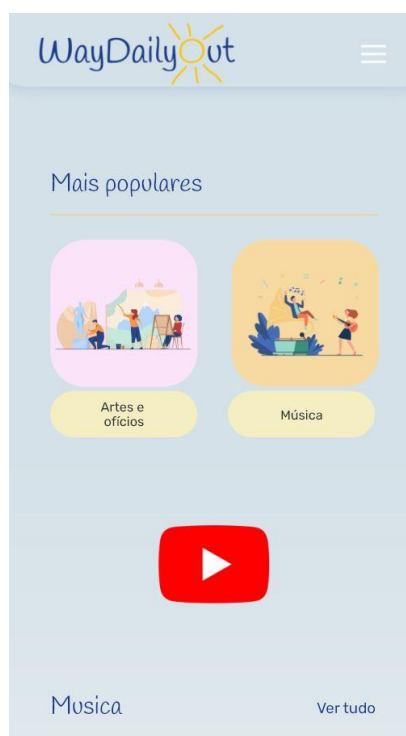 WayDailyOut
Mais populares
Artes e
ofícios
Música
Musica
Ver tudo